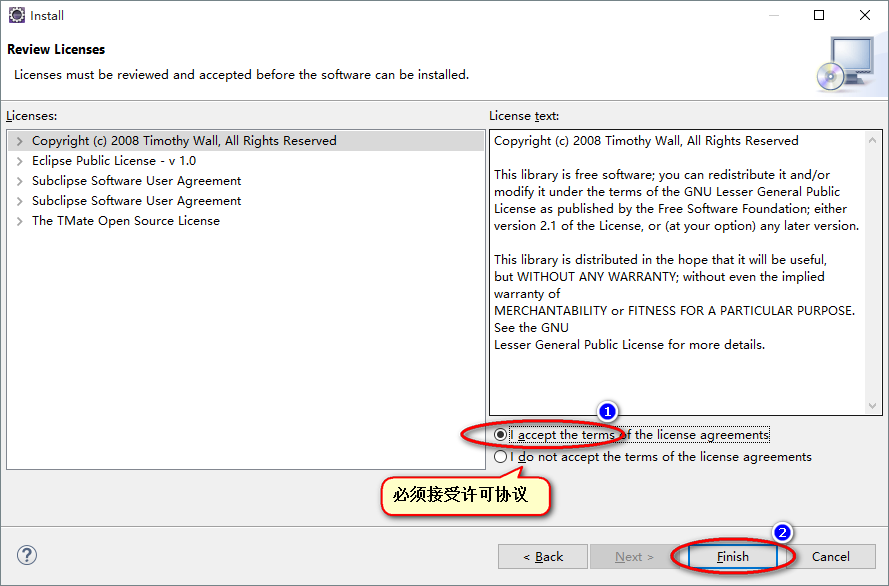 Install
Review Licenses
Licenses must be reviewed and accepted before the software can be installed.
Licenses:
Copyright (c) 2008 Timothy Wall, All Rights Reserved
Eclipse Public License - v 1.0
Subclipse Software User Agreement
Subclipse Software User Agreement
The TMate Open Source License
License text:
Copyright (c) 2008 Timothy Wall, All Rights Reserved
This library is free software; you can redistribute it and/or
modify it under the terms of the GNU Lesser General Public
License as published by the Free Software Foundation; either
version 2.1 of the License, or (at your option) any later version.
This library is distributed in the hope that it will be useful,
but WITHOUT ANY WARRANTY; without even the implied
warranty of
MERCHANTABILITY or FITNESS FOR A PARTICULAR PURPOSE.
See the GNU
Lesser General Public License for more details.
1
I accept the terms of the license agreements
I do not accept the terms of the license agreements
必须接受许可协议
2
?
< Back
Next >
Finish
Cancel